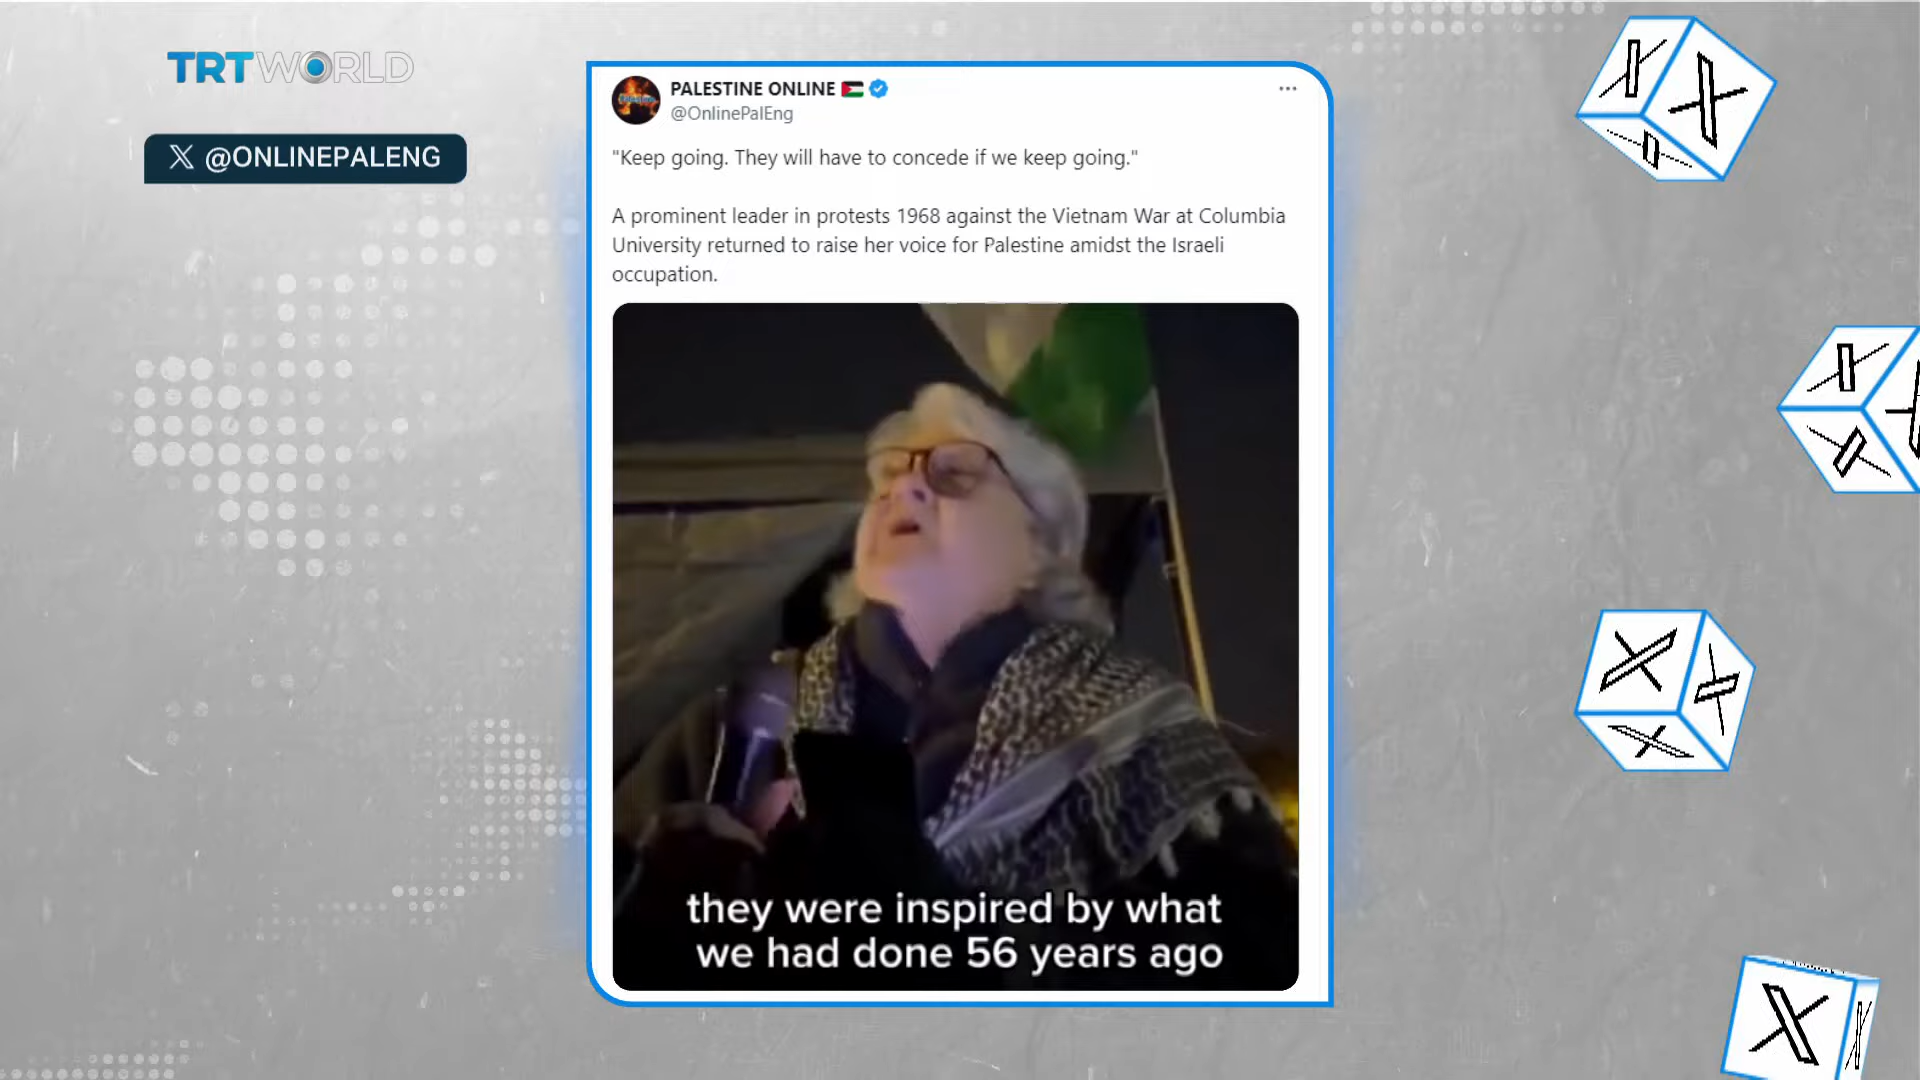 TRT WORLD
X @ONLINEPALENG
PALESTINE ONLINE
@OnlinePalEng
"Keep going. They will have to concede if we keep going."
A prominent leader in protests 1968 against the Vietnam War at Columbia
University returned to raise her voice for Palestine amidst the Israeli
occupation.
they were inspired by what
we had done 56 years ago